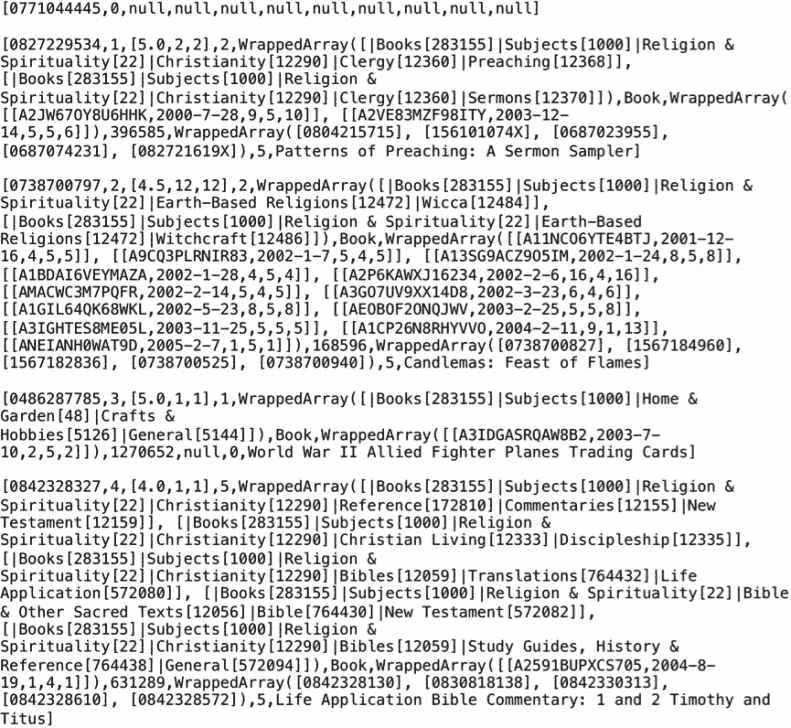 [0771044445,0,null,null,null,null,null,null,null,null,null]
[0827229534,1,[5.0,2,2],2,WrappedArray([|Books[283155]|Subjects[1000]|Religion &
Spirituality[22]|Christianity[12290]|Clergy[12360]|Preaching[12368]],
[|Books[283155]|Subjects[1000]|Religion &
Spirituality[22]|Christianity[12290]|Clergy[12360]|Sermons[12370]]),Book,WrappedArray(
[[A2JW67OY8U6HHK,2000-7-28,9,5,10]], [[A2VE83MZF98ITY,2003-12-
14,5,5,6]]),396585,WrappedArray([0804215715], [156101074X], [0687023955],
[0687074231], [082721619X]),5,Patterns of Preaching: A Sermon Sampler]
[0738700797,2,[4.5,12,12],2,WrappedArray([|Books[283155]|Subjects[1000]|Religion &
Spirituality[22]|Earth-Based Religions[12472]|Wicca[12484]],
[|Books[283155]|Subjects[1000]|Religion & Spirituality[22]|Earth-Based
Religions[12472]|Witchcraft[12486]]),Book,WrappedArray([[A11NCO6YTE4BTJ,2001-12-
16,4,5,5]], [[A9CQ3PLRNIR83,2002-1-7,5,4,5]], [[A13SG9ACZ9O5IM,2002-1-24,8,5,8]],
[[A1BDAI6VEYMAZA,2002-1-28,4,5,4]], [[A2P6KAWXJ16234,2002-2-6,16,4,16]],
[[AMACWC3M7PQFR,2002-2-14,5,4,5]], [[A3GO7UV9XX14D8,2002-3-23,6,4,6]],
[[A1GIL64QK68WKL,2002-5-23,8,5,8]], [[AEOBOF2ONQJWV,2003-2-25,5,5,8]],
[[A3IGHTES8ME05L,2003-11-25,5,5,5]], [[A1CP26N8RHYVVO,2004-2-11,9,1,13]],
[[ANEIANH0WAT9D,2005-2-7,1,5,1]]),168596,WrappedArray([0738700827], [1567184960],
[1567182836], [0738700525], [0738700940]),5,Candlemas: Feast of Flames]
[0486287785,3,[5.0,1,1],1,WrappedArray([|Books[283155]|Subjects[1000]|Home &
Garden[48]|Crafts &
Hobbies[5126]|General[5144]]),Book,WrappedArray([[A3IDGASRQAW8B2,2003-7-
10,2,5,2]]),1270652,null,0,World War II Allied Fighter Planes Trading Cards]
[0842328327,4,[4.0,1,1],5,WrappedArray([|Books[283155]|Subjects[1000]|Religion &
Spirituality[22]|Christianity[12290]|Reference[172810]|Commentaries[12155]|New
Testament[12159]], [|Books[283155]|Subjects[1000]|Religion &
Spirituality[22]|Christianity[12290]|Christian Living[12333]|Discipleship[12335]],
[|Books[283155]|Subjects[1000]|Religion &
Spirituality[22]|Christianity[12290]|Bibles[12059]|Translations[764432]|Life
Application[572080]], [|Books[283155]|Subjects[1000]|Religion & Spirituality[22]|Bible
& Other Sacred Texts[12056]|Bible[764430]|New Testament[572082]],
[|Books[283155]|Subjects[1000]|Religion &
Spirituality[22]|Christianity[12290]|Bibles[12059]|Study Guides, History &
Reference[764438]|General[572094]]),Book,WrappedArray([[A2591BUPXCS705,2004-8-
19,1,4,1]]),631289,WrappedArray([0842328130], [0830818138], [0842330313],
[0842328610], [0842328572]),5,Life Application Bible Commentary: 1 and 2 Timothy and
Titus]